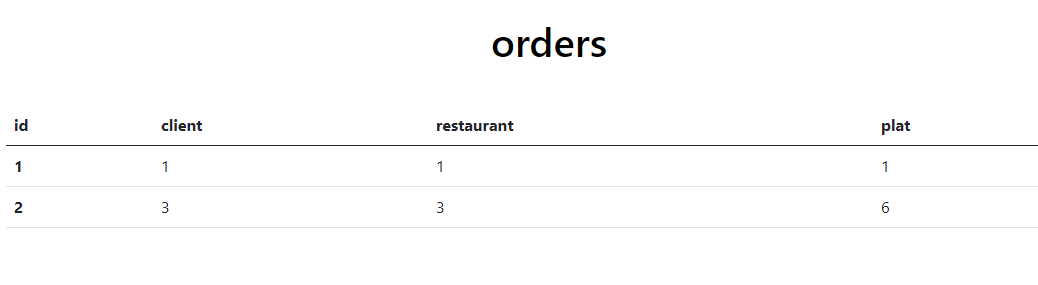 orders
id client restaurant plat
1 1 1 1
2 3 3 6